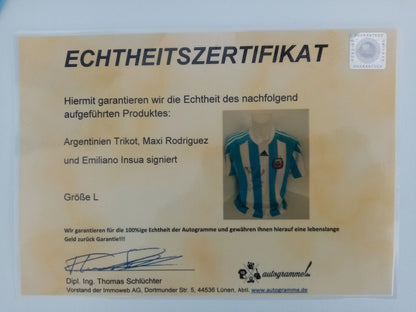 ECHTHEITSZERTIFIKAT
Hiermit garantieren wir die Echtheit des nachfolgend
aufgeführten Produktes:
Argentinien Trikot, Maxi Rodriguez
und Emiliano Insua signiert
Größe L
Wir garantieren für die 100%ige Echtheit der Autogramme und gewähren Ihnen hierauf eine lebenslange
Geld zurück Garantie!!!
Dipl. Ing. Thomas Schlüchter
Vorstand der Immoweb AG, Dortmunder Str. 5, 44536 Lünen, Abtl. www.autogramme.de
autogramme